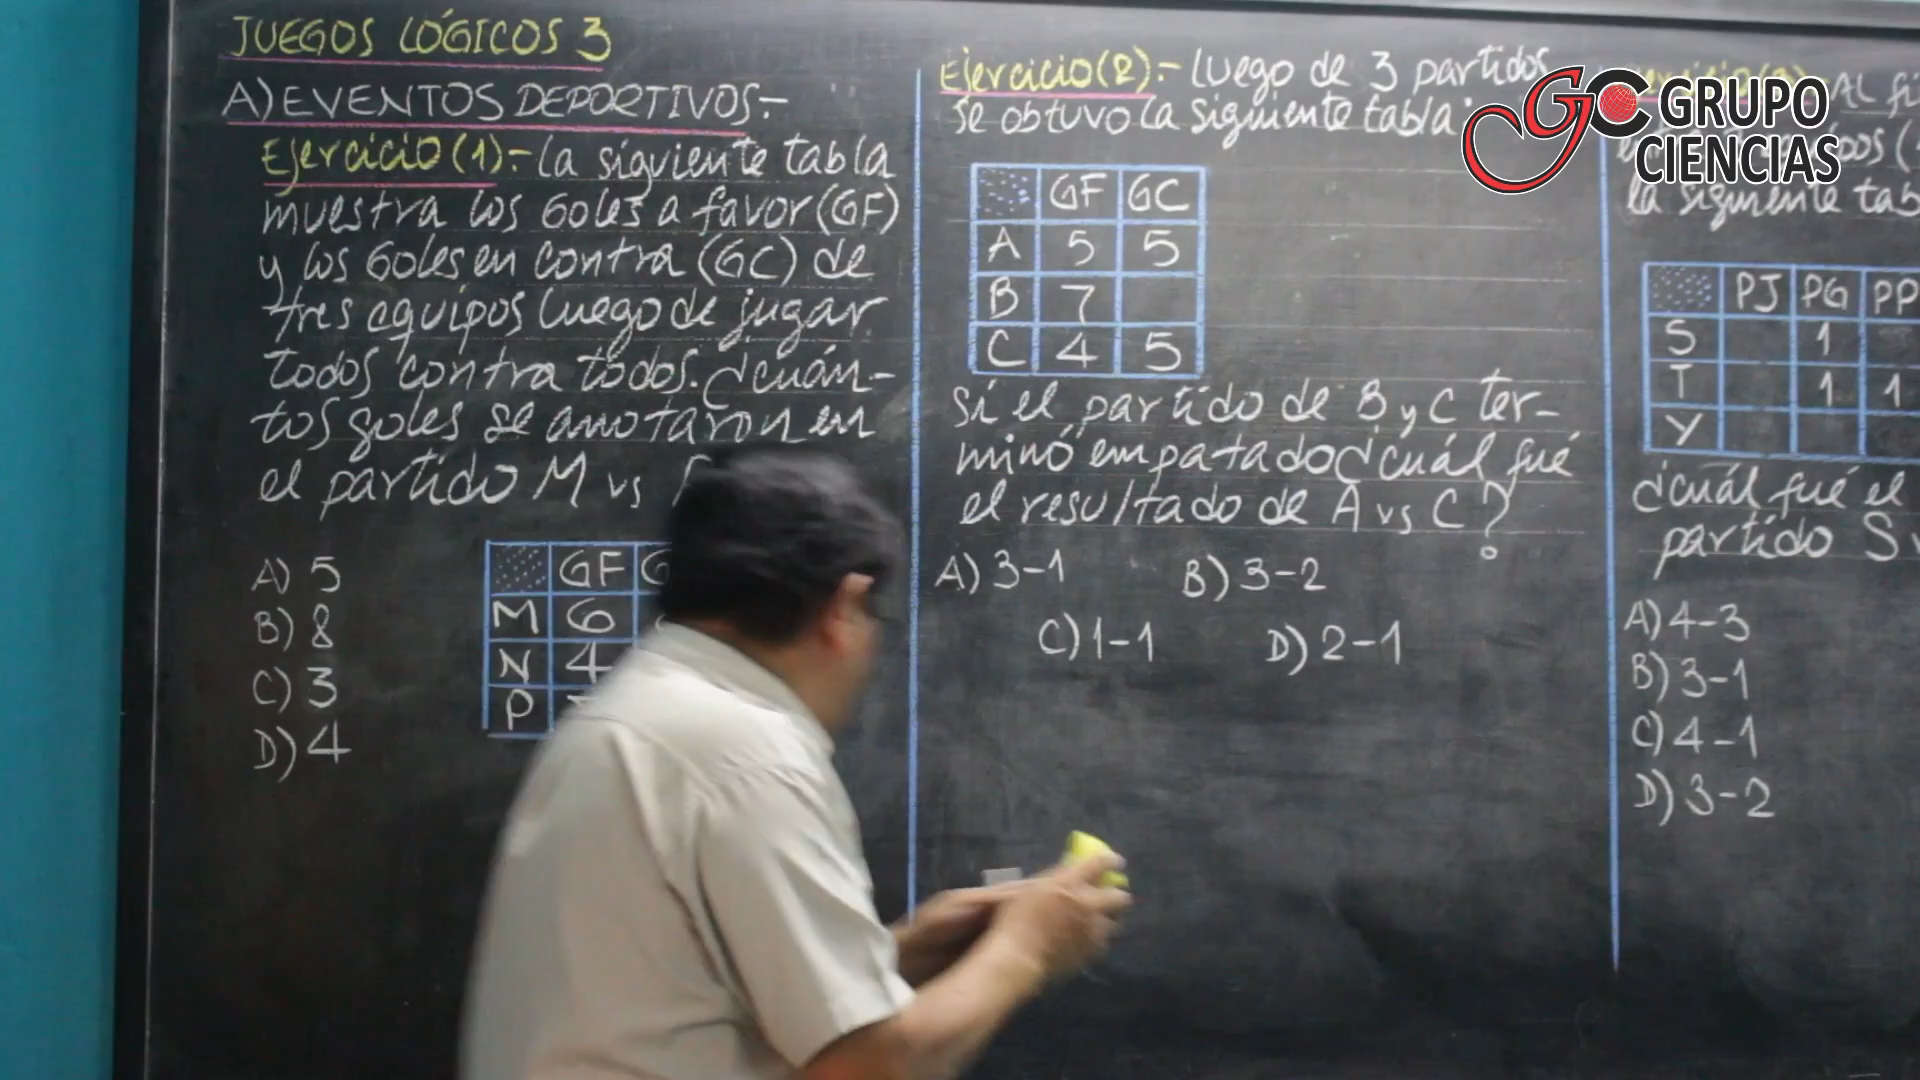 JUEGOS LÓGICOS 3
A) EVENTOS DEPORTIVOS.-
Ejercicio (1).- La siguiente tabla
muestra los Goles a favor (GF)
y los Goles en contra (GC) de
tres equipos luego de jugar
todos contra todos. ¿cuán-
tos goles se anotaron en
el partido M vs
A) 5
B) 8
C) 3
D) 4
GF G
M 6
N 4
P
Ejercicio (2).- Luego de 3 partidos
se obtuvo la siguiente tabla:
GF GC
A 5 5
B 7
C 4 5
Si el partido de B y C ter-
minó empatado ¿cuál fué
el resultado de A vs C?
A) 3-1 B) 3-2
C) 1-1 D) 2-1
GC GRUPO
CIENCIAS
Al fi
la siguiente tab
PJ PG PP
S 1
T 1 1
Y
¿cuál fué el
partido S
A) 4-3
B) 3-1
C) 4-1
D) 3-2